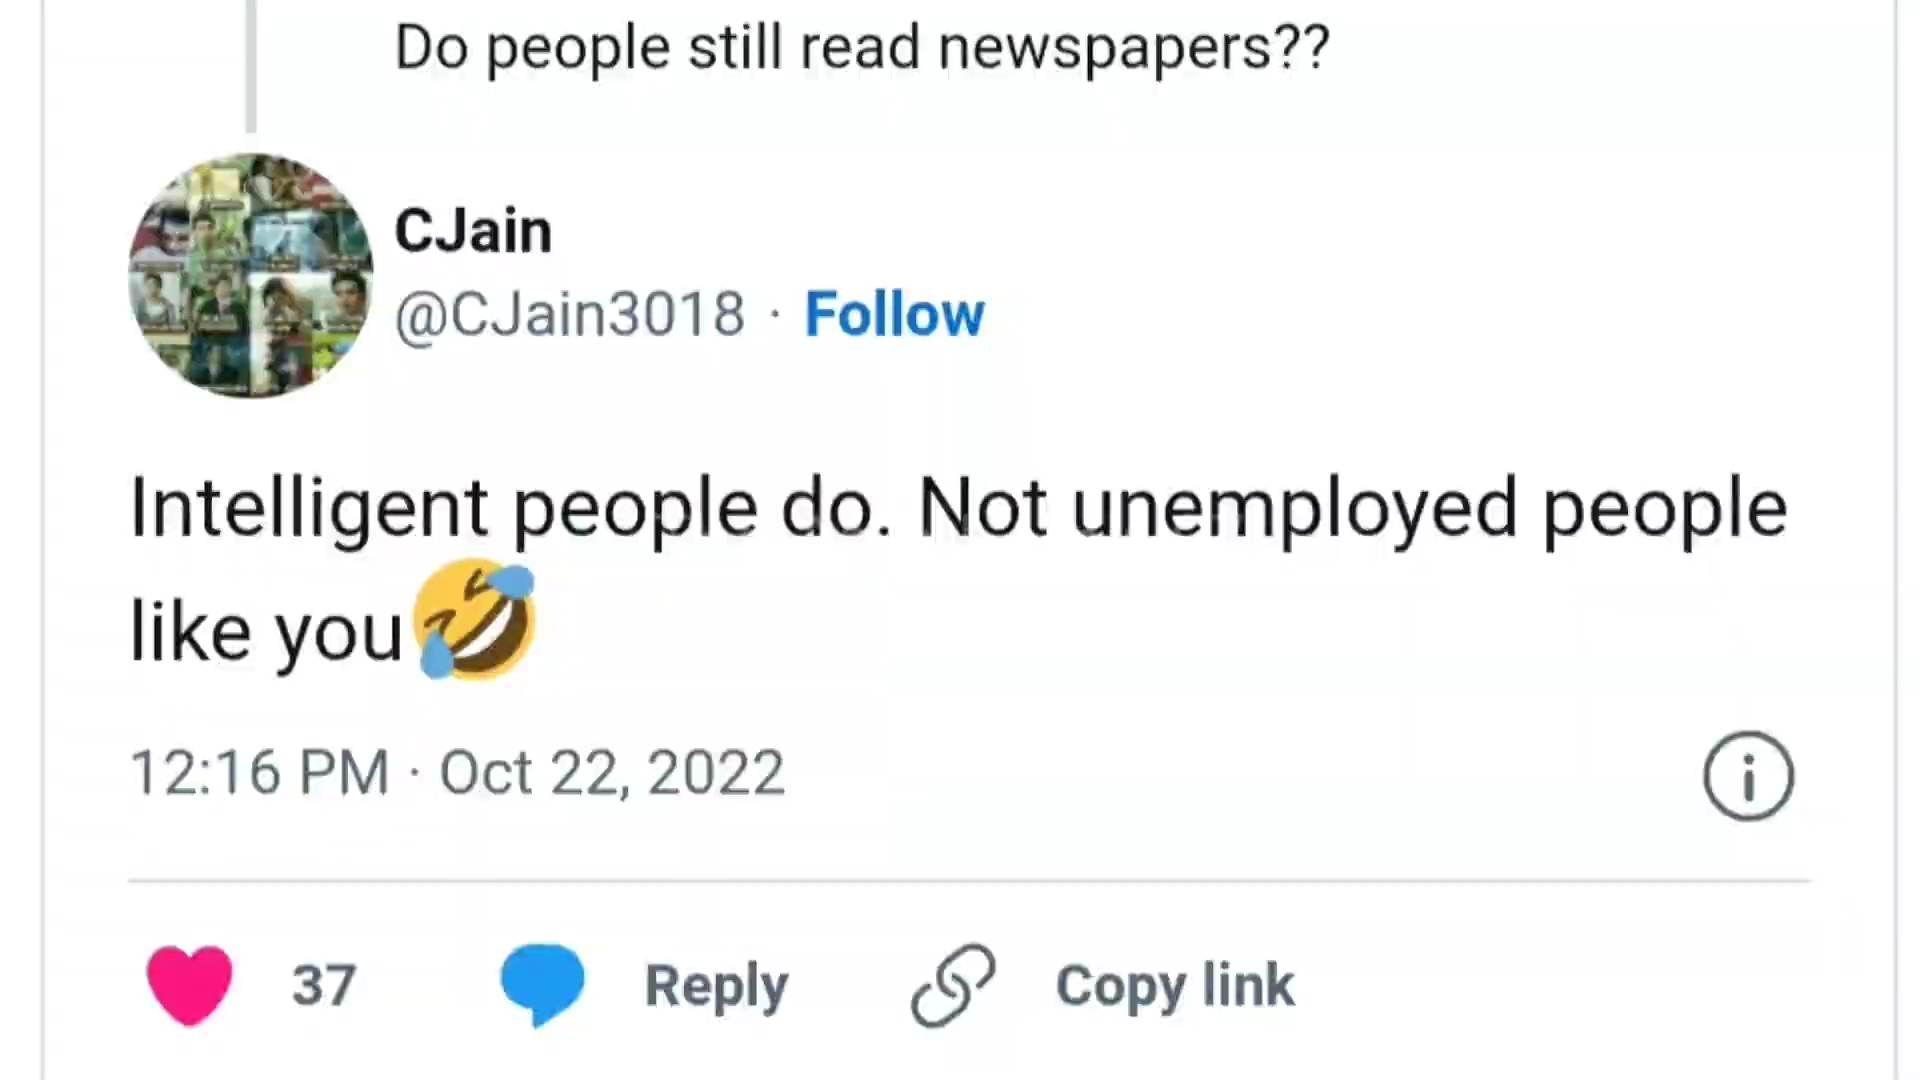 Do people still read newspapers??
CJain
@CJain3018 · Follow
Intelligent people do. Not unemployed people
like you🤣
12:16 PM · Oct 22, 2022
37 Reply Copy link